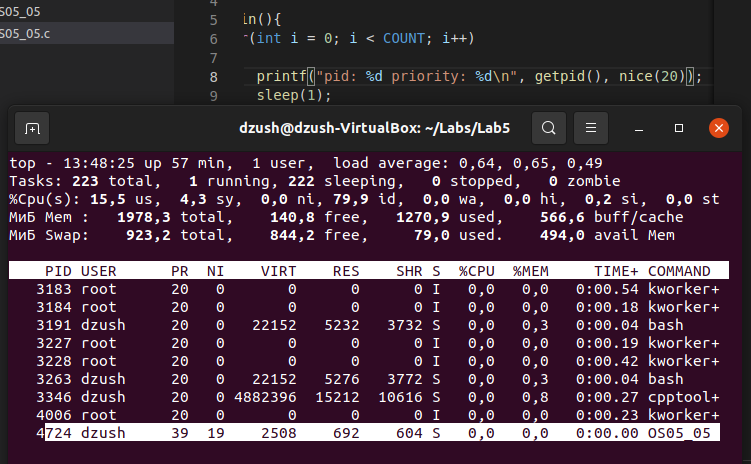 S05_05
S05_05.c
4
5 in(){
6 r(int i = 0; i < COUNT; i++)
7
8 printf("pid: %d priority: %d\n", getpid(), nice(20));
9 sleep(1);
dzush@dzush-VirtualBox: ~/Labs/Lab5
top - 13:48:25 up 57 min, 1 user, load average: 0,64, 0,65, 0,49
Tasks: 223 total, 1 running, 222 sleeping, 0 stopped, 0 zombie
%Cpu(s): 15,5 us, 4,3 sy, 0,0 ni, 79,9 id, 0,0 wa, 0,0 hi, 0,2 si, 0,0 st
МиБ Mem : 1978,3 total, 140,8 free, 1270,9 used, 566,6 buff/cache
МиБ Swap: 923,2 total, 844,2 free, 79,0 used. 494,0 avail Mem
PID USER PR NI VIRT RES SHR S %CPU %MEM TIME+ COMMAND
3183 root 20 0 0 0 0 I 0,0 0,0 0:00.54 kworker+
3184 root 20 0 0 0 0 I 0,0 0,0 0:00.18 kworker+
3191 dzush 20 0 22152 5232 3732 S 0,0 0,3 0:00.04 bash
3227 root 20 0 0 0 0 I 0,0 0,0 0:00.19 kworker+
3228 root 20 0 0 0 0 I 0,0 0,0 0:00.42 kworker+
3263 dzush 20 0 22152 5276 3772 S 0,0 0,3 0:00.04 bash
3346 dzush 20 0 4882396 15212 10616 S 0,0 0,8 0:00.27 cpptool+
4006 root 20 0 0 0 0 I 0,0 0,0 0:00.23 kworker+
4724 dzush 39 19 2508 692 604 S 0,0 0,0 0:00.00 OS05_05